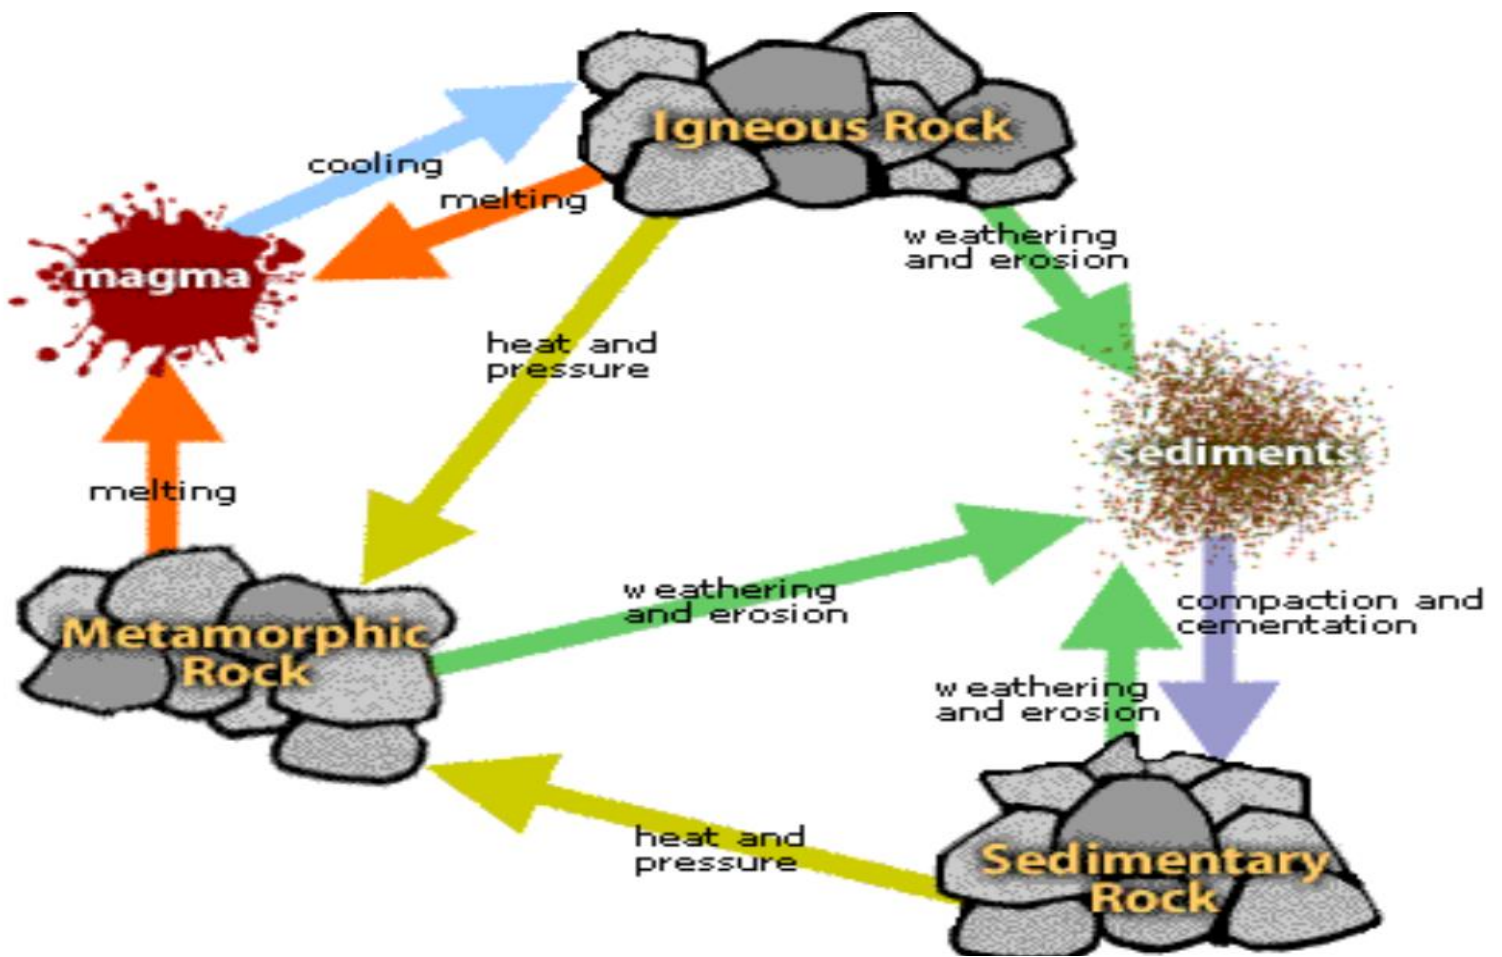 Igneous Rock
cooling
melting
weathering
and erosion
magma
heat and
pressure
sediments
melting
weathering
and erosion
compaction and
cementation
Metamorphic
Rock
weathering
and erosion
heat and
pressure
Sedimentary
Rock